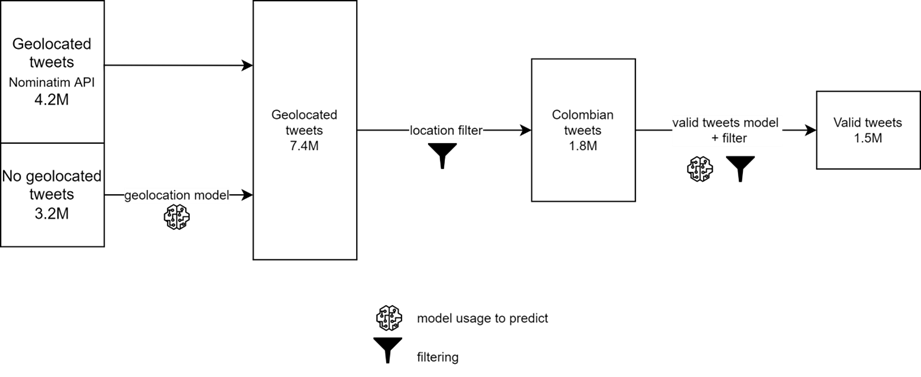 Geolocated
tweets
Nominatim API
4.2M
No geolocated
tweets
3.2M
geolocation model
Geolocated
tweets
7.4M
location filter
Colombian
tweets
1.8M
valid tweets model
+ filter
Valid tweets
1.5M
model usage to predict
filtering